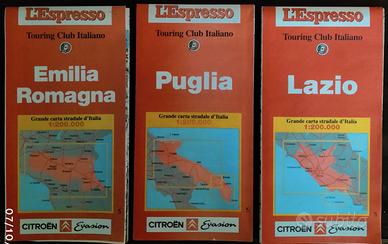 L'Espresso
Touring Club Italiano
Emilia
Romagna
Grande carta stradale d'Italia
1:200.000
CITROËN Evasion
L'Espresso
Touring Club Italiano
Puglia
Grande carta stradale d'Italia
1:200.000
CITROËN Evasion
L'Espresso
Touring Club Italiano
Lazio
Grande carta stradale d'Italia
1:200.000
CITROËN Evasion
07/10
subito